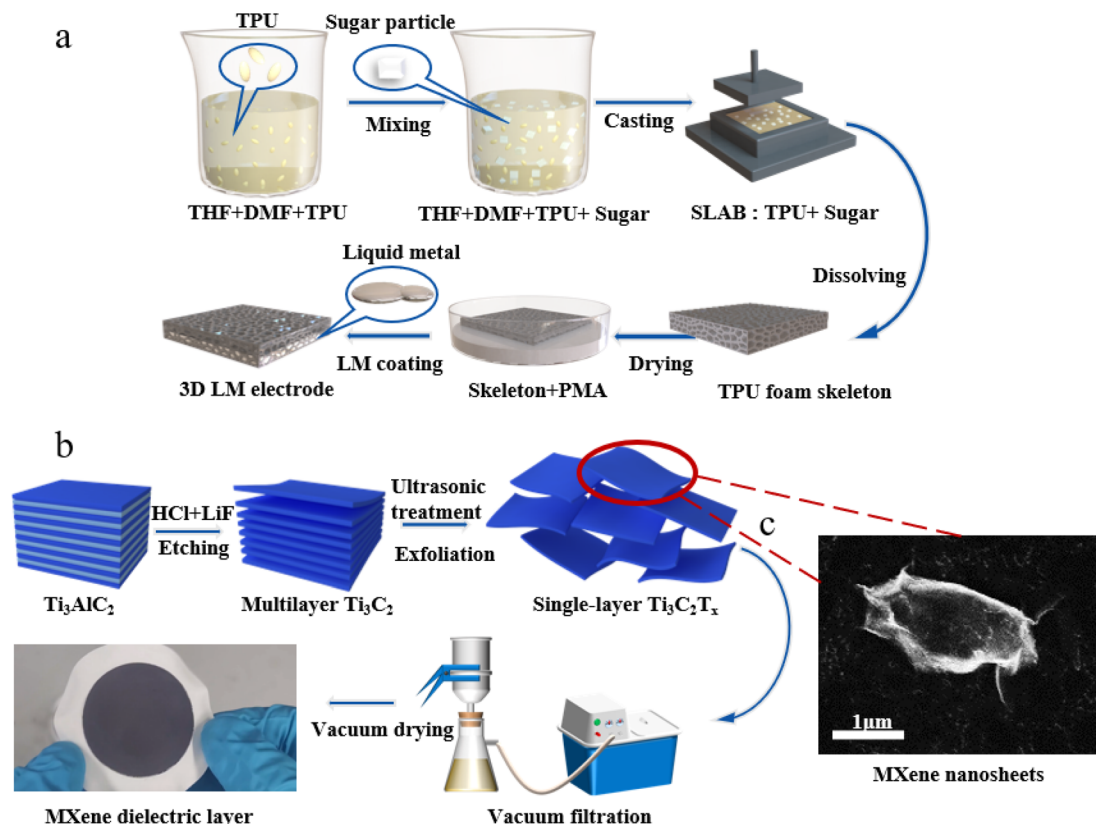 a
TPU
Sugar particle
Mixing
Casting
THF+DMF+TPU
THF+DMF+TPU+ Sugar
SLAB : TPU+ Sugar
Liquid metal
Dissolving
LM coating
Drying
3D LM electrode
Skeleton+PMA
TPU foam skeleton
b
HCl+LiF
Etching
Ultrasonic
treatment
Exfoliation
c
Ti₃AlC₂
Multilayer Ti₃C₂
Single-layer Ti₃C₂Tₓ
Vacuum drying
1μm
MXene nanosheets
MXene dielectric layer
Vacuum filtration